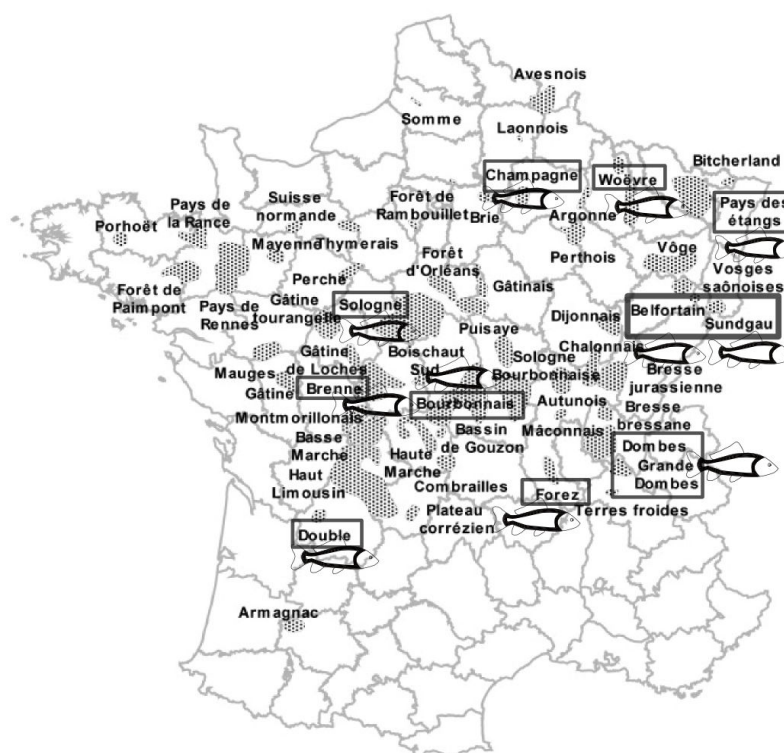 Avesnois
Somme
Laonnois
Champagne
Woëvre
Bitcherland
Pays des
étangs
Pays de
la Rance
Suisse
normande
Forêt de
Rambouillet
Brie
Argonne
Porhoët
Mayenne
Thymerais
Forêt
d'Orléans
Perthois
Vôge
Vosges
saônoises
Perche
Gâtinais
Forêt de
Paimpont
Pays de
Rennes
Gâtine
tourangelle
Sologne
Puisaye
Dijonnais
Belfortain
Sundgau
Mauges
Gâtine
de Loches
Boischaut
Sud
Sologne
Bourbonnaise
Chalonnais
Bresse
jurassienne
Gâtine
Brenne
Bourbonnais
Autunois
Bresse
bressane
Montmorillonais
Basse
Marche
Haute
Marche
Bassin
de Gouzon
Mâconnais
Dombes
Grande
Dombes
Haut
Limousin
Combrailles
Forez
Plateau
corrézien
Terres froides
Double
Armagnac